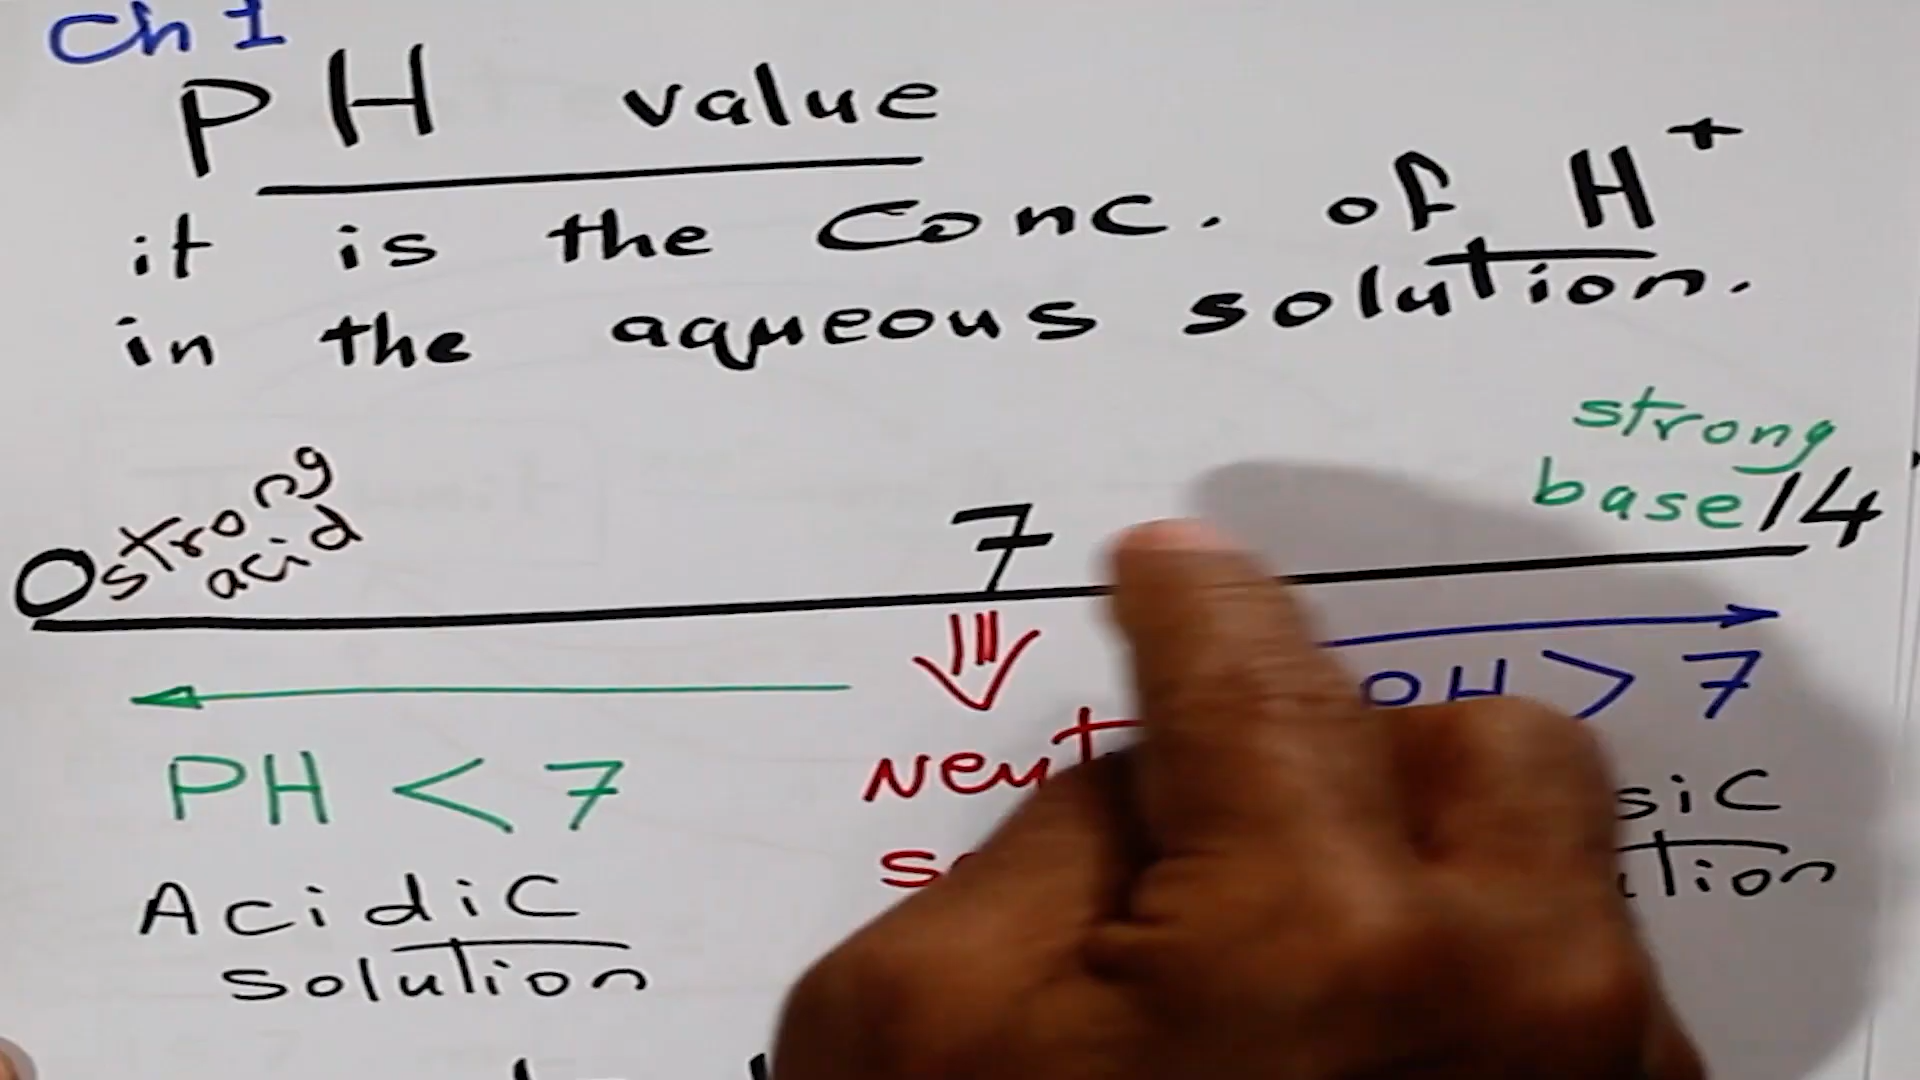 Ch 1
PH value
it is the Conc. of H+
in the aqueous solution.
strong
base
0 strong acid 7 14
PH < 7
> 7
Acidic
solution